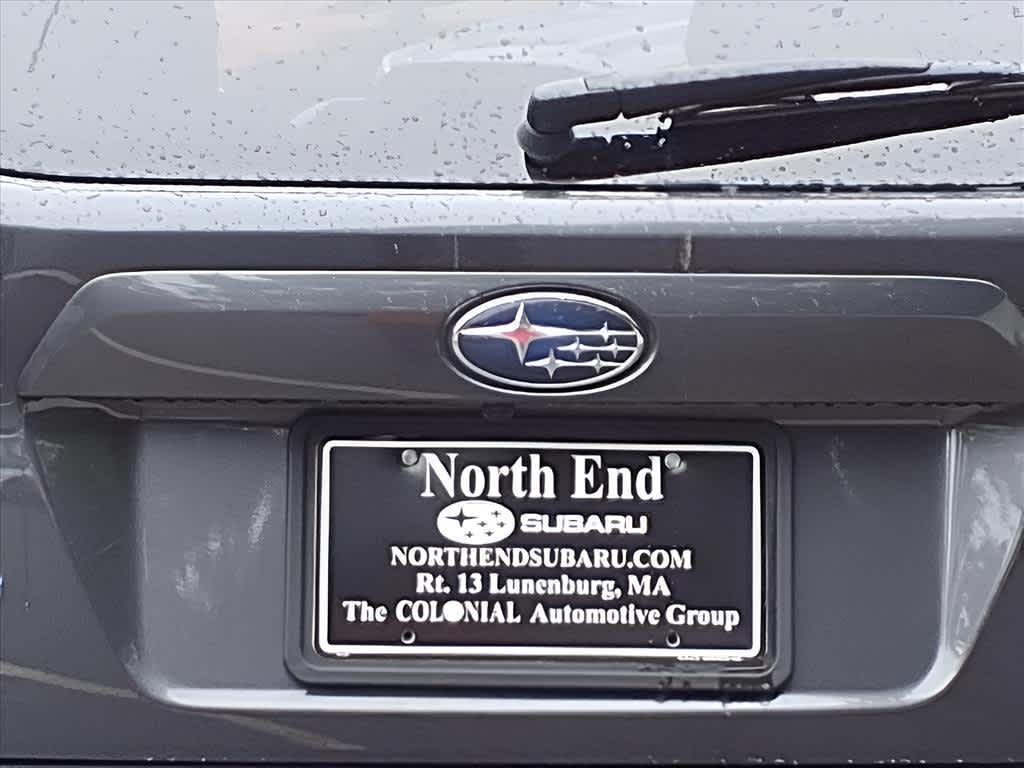 North End
SUBARU
NORTHENDSUBARU.COM
Rt. 13 Lunenburg, MA
The COLONIAL Automotive Group